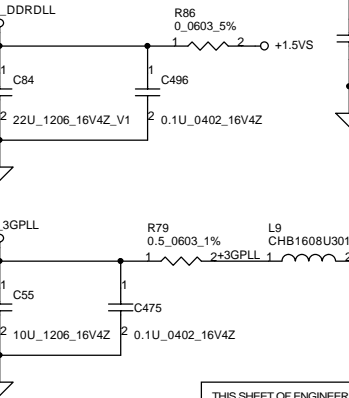 _DDRDLL
R86
0_0603_5%
1 2 +1.5VS
1 1
C84 C496
2 22U_1206_16V4Z_V1 2 0.1U_0402_16V4Z
_3GPLL
R79 L9
0.5_0603_1% CHB1608U301
1 2 +3GPLL 1 2
1 1
C55 C475
2 10U_1206_16V4Z 2 0.1U_0402_16V4Z
THIS SHEET OF ENGINEER